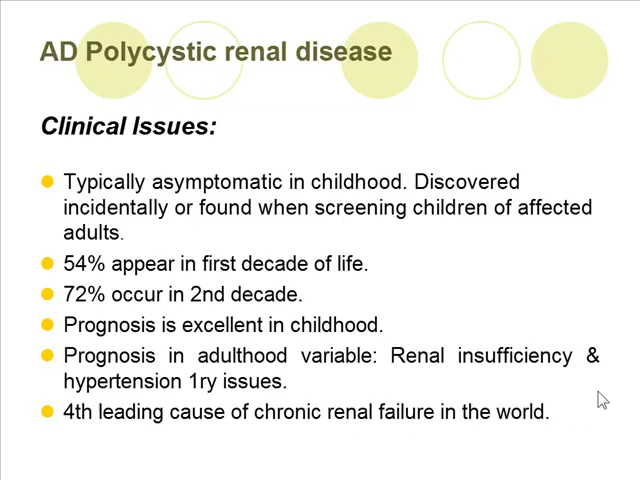 AD Polycystic renal disease
Clinical Issues:
Typically asymptomatic in childhood. Discovered
incidentally or found when screening children of affected
adults.
54% appear in first decade of life.
72% occur in 2nd decade.
Prognosis is excellent in childhood.
Prognosis in adulthood variable: Renal insufficiency &
hypertension 1ry issues.
4th leading cause of chronic renal failure in the world.